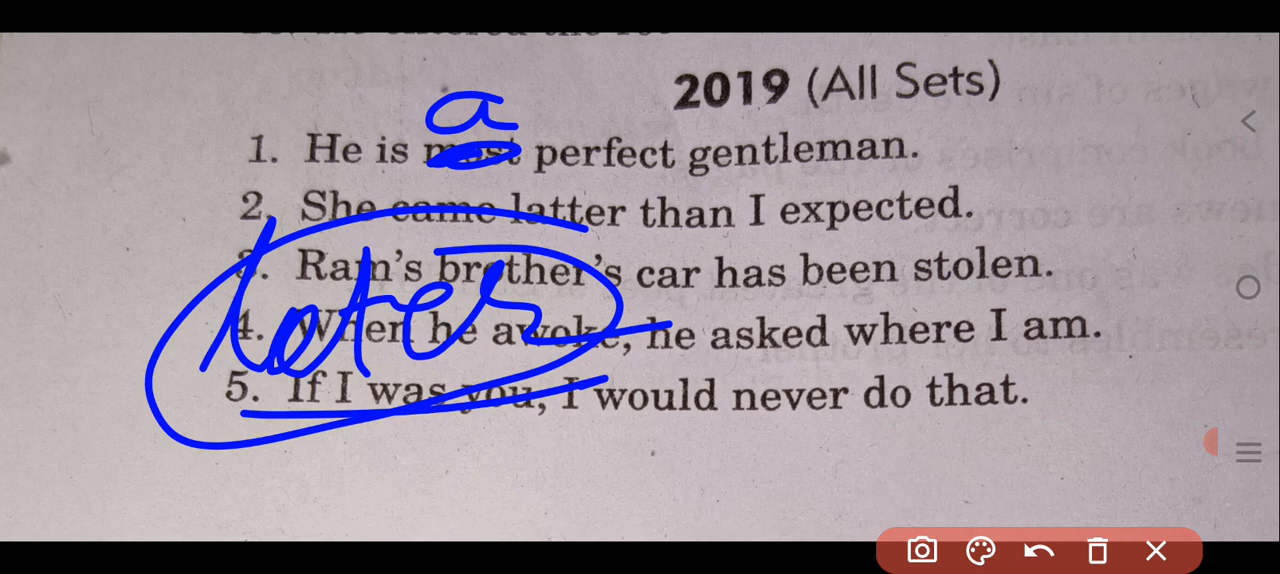 2019 (All Sets)
a
1. He is most perfect gentleman.
2. She came latter than I expected.
3. Ram's brother's car has been stolen.
later
4. When he awoke, he asked where I am.
5. If I was you, I would never do that.